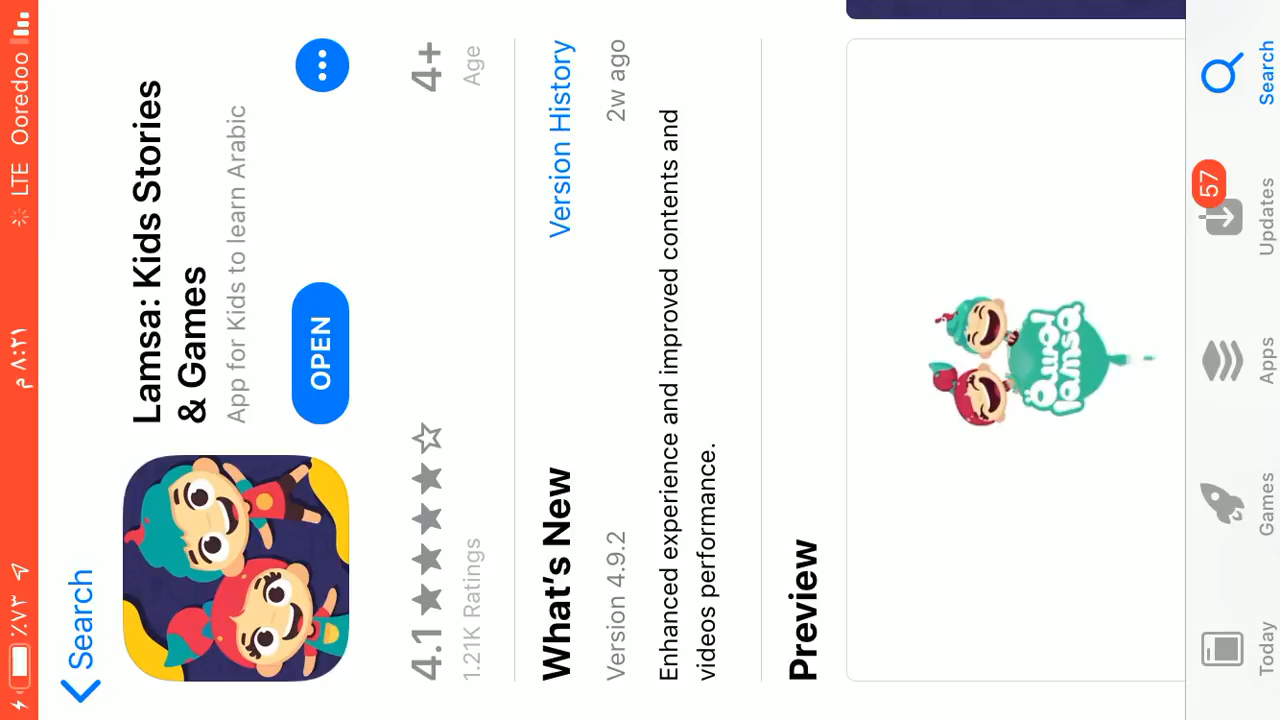 ٪٧٣ ٨:٢١ م LTE Ooredoo
Search
Lamsa: Kids Stories
& Games
App for Kids to learn Arabic
OPEN
4.1 4+
1.21K Ratings Age
What's New Version History
Version 4.9.2 2w ago
Enhanced experience and improved contents and
videos performance.
Preview
لمسة
lamsa
57
Today Games Apps Updates Search